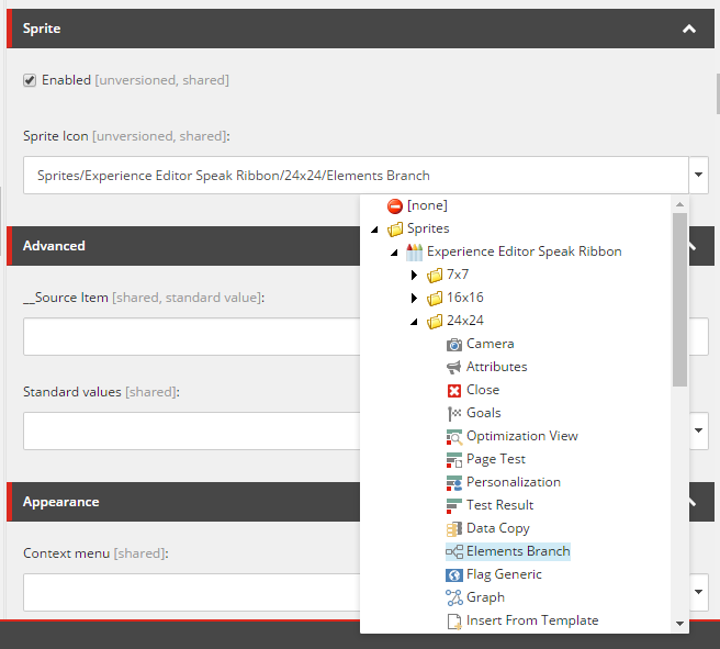 Sprite
Enabled [unversioned, shared]
Sprite Icon [unversioned, shared]:
Sprites/Experience Editor Speak Ribbon/24x24/Elements Branch
[none]
Sprites
Advanced
Experience Editor Speak Ribbon
7x7
__Source Item [shared, standard value]:
16x16
24x24
Camera
Attributes
Standard values [shared]:
Close
Goals
Optimization View
Page Test
Personalization
Appearance
Test Result
Data Copy
Context menu [shared]:
Elements Branch
Flag Generic
Graph
Insert From Template